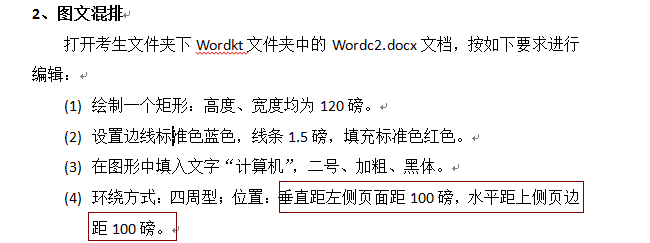 2、图文混排
打开考生文件夹下 Wordkt 文件夹中的 Wordc2.docx 文档，按如下要求进行
编辑：
(1) 绘制一个矩形：高度、宽度均为 120 磅。
(2) 设置边线标准色蓝色，线条 1.5 磅，填充标准色红色。
(3) 在图形中填入文字“计算机”，二号、加粗、黑体。
(4) 环绕方式：四周型；位置：垂直距左侧页面距 100 磅，水平距上侧页边
距 100 磅。